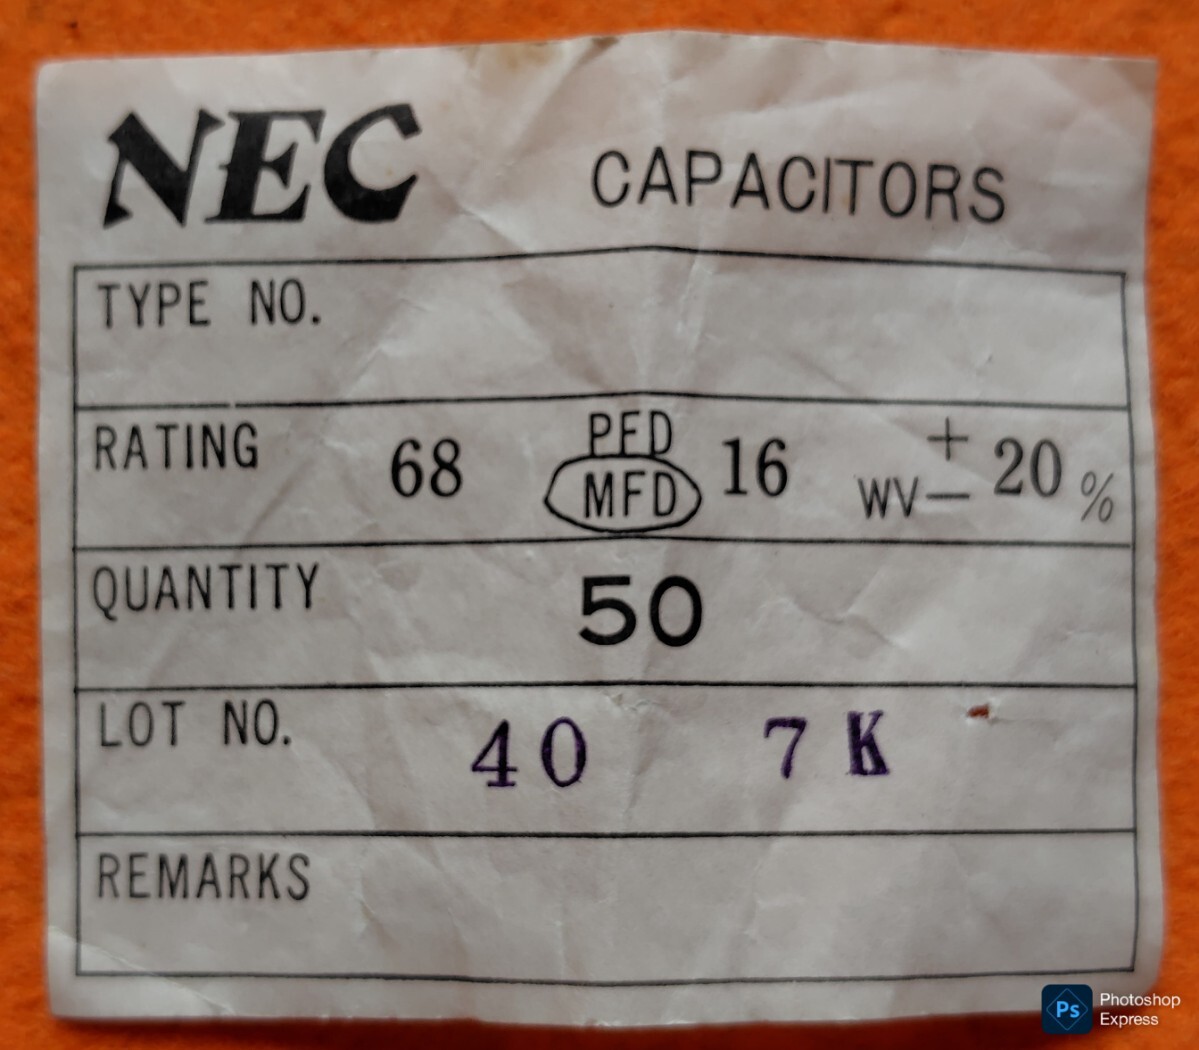 NEC CAPACITORS
TYPE NO.
RATING 68 PFD MFD 16 WV ± 20 %
QUANTITY 50
LOT NO. 40 7 K
REMARKS
Ps Photoshop
Express